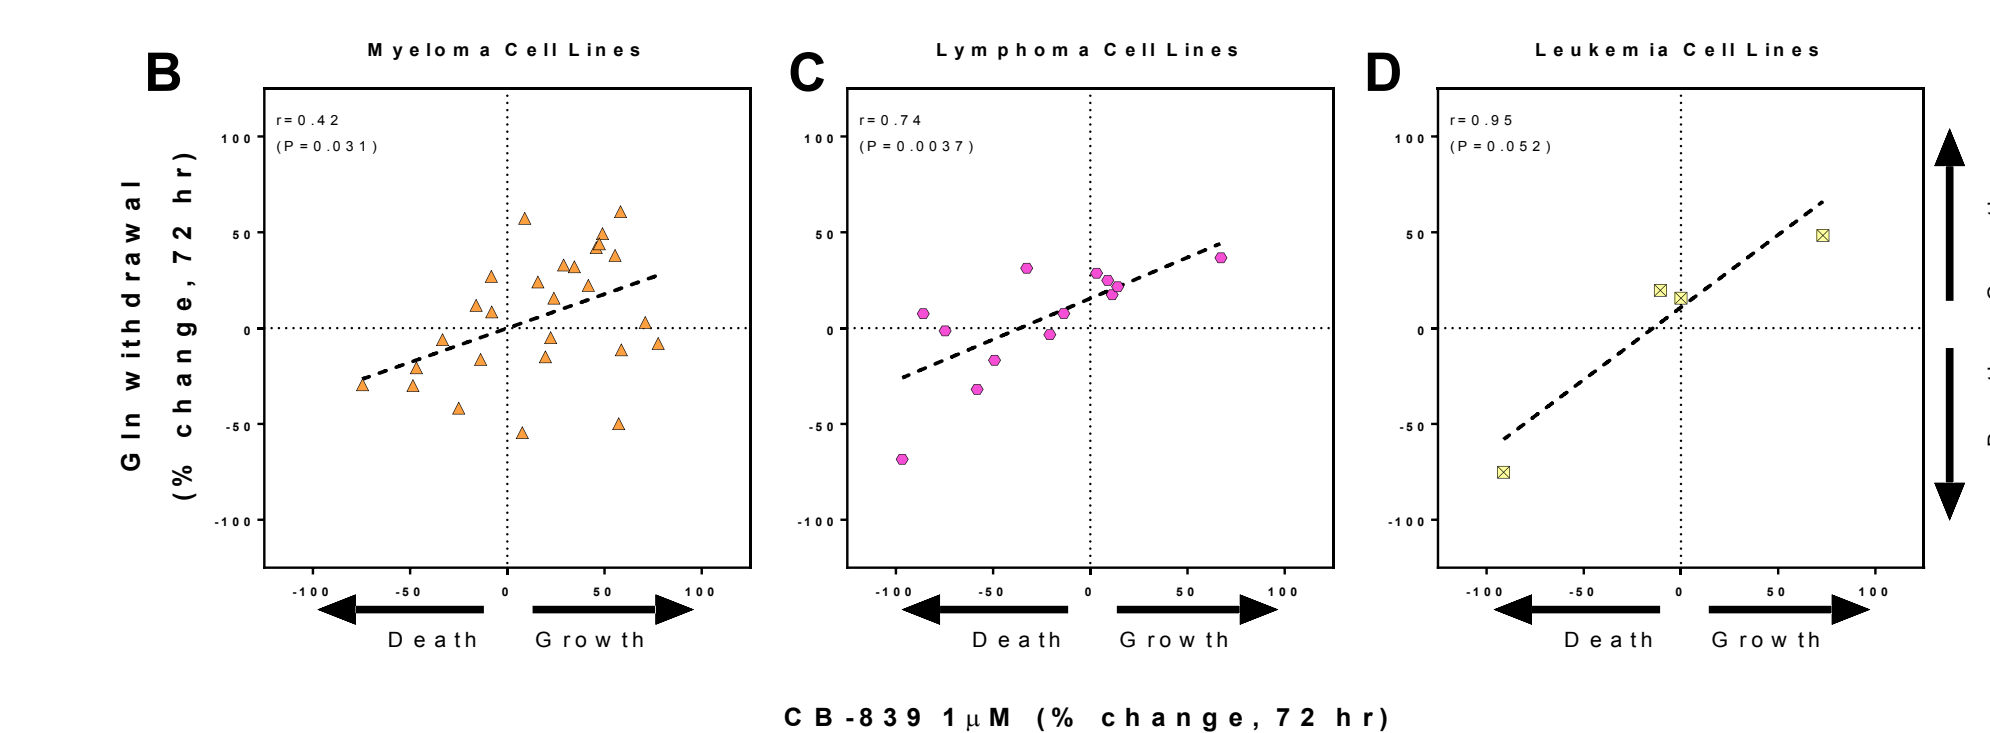 B
Myeloma Cell Lines
r=0.42
(P=0.031)
100
50
0
-50
-100
-100 -50 0 50 100
Death Growth
Gln withdrawal
(% change, 72 hr)
C
Lymphoma Cell Lines
r=0.74
(P=0.0037)
100
50
0
-50
-100
-100 -50 0 50 100
Death Growth
D
Leukemia Cell Lines
r=0.95
(P=0.052)
100
50
0
-50
-100
-100 -50 0 50 100
Death Growth
CB-839 1μM (% change, 72 hr)